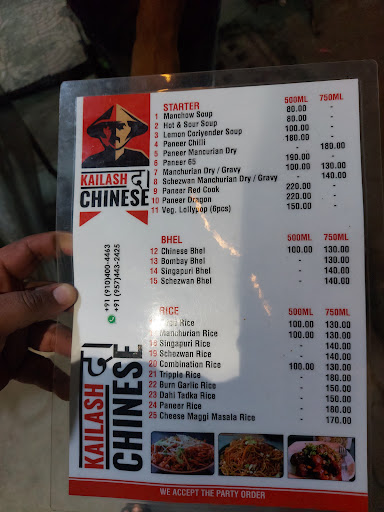 KAILASH दा
CHINESE
+91 (910)400-4463
+91 (957)443-2425
STARTER 500ML 750ML
1 Manchow Soup 80.00 -
2 Hot & Sour Soup 80.00 -
3 Lemon Coriyender Soup 100.00 -
4 Paneer Chilli 180.00 -
5 Paneer Mancurian Dry - 180.00
6 Paneer 65 190.00 -
7 Manchurian Dry / Gravy 100.00 130.00
8 Schezwan Manchurian Dry / Gravy - 140.00
9 Paneer Red Cook 220.00 -
10 Paneer Dragon 220.00 -
11 Veg. Lollypop (6pcs) 150.00 -
BHEL 500ML 750ML
12 Chinese Bhel 100.00 130.00
13 Bombay Bhel - 130.00
14 Singapuri Bhel - 140.00
15 Schezwan Bhel - 140.00
KAILASH दा
CHINESE
RICE 500ML 750ML
Rice 100.00 130.00
Manchurian Rice 100.00 130.00
18 Singapuri Rice - 140.00
19 Schezwan Rice - 140.00
20 Combination Rice 100.00 130.00
21 Tripple Rice - 180.00
22 Burn Garlic Rice - 150.00
23 Dahi Tadka Rice - 150.00
24 Paneer Rice - 180.00
25 Cheese Maggi Masala Rice - 170.00
WE ACCEPT THE PARTY ORDER